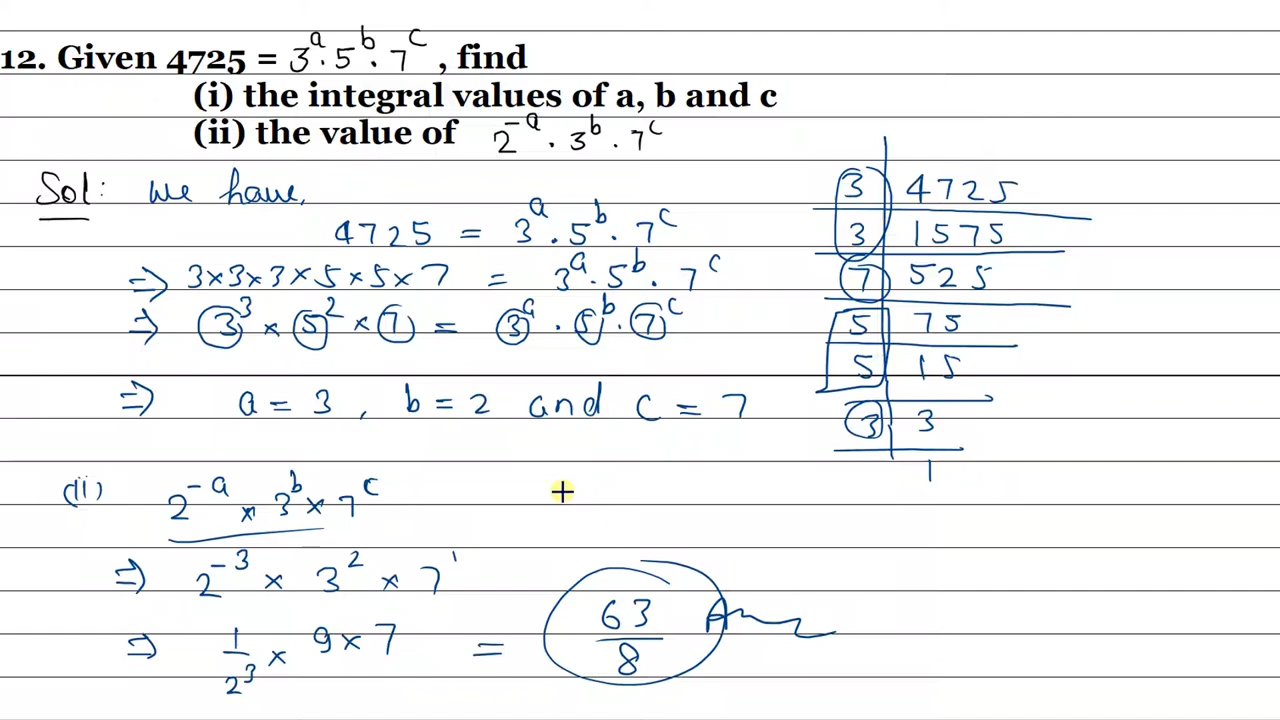 12. Given 4725 = 3^a . 5^b . 7^c , find
(i) the integral values of a, b and c
(ii) the value of 2^-a . 3^b . 7^c
Sol: We have,
4725 = 3^a . 5^b . 7^c
⇒ 3×3×3×5×5×7 = 3^a . 5^b . 7^c
⇒ 3^3 × 5^2 × 7 = 3^a . 5^b . 7^c
⇒ a = 3 , b = 2 and c = 7
3 | 4725
3 | 1575
7 | 525
5 | 75
5 | 15
3 | 3
1
(ii) 2^-a × 3^b × 7^c
⇒ 2^-3 × 3^2 × 7^1
⇒ 1/2^3 × 9 × 7 = 63/8 Ans